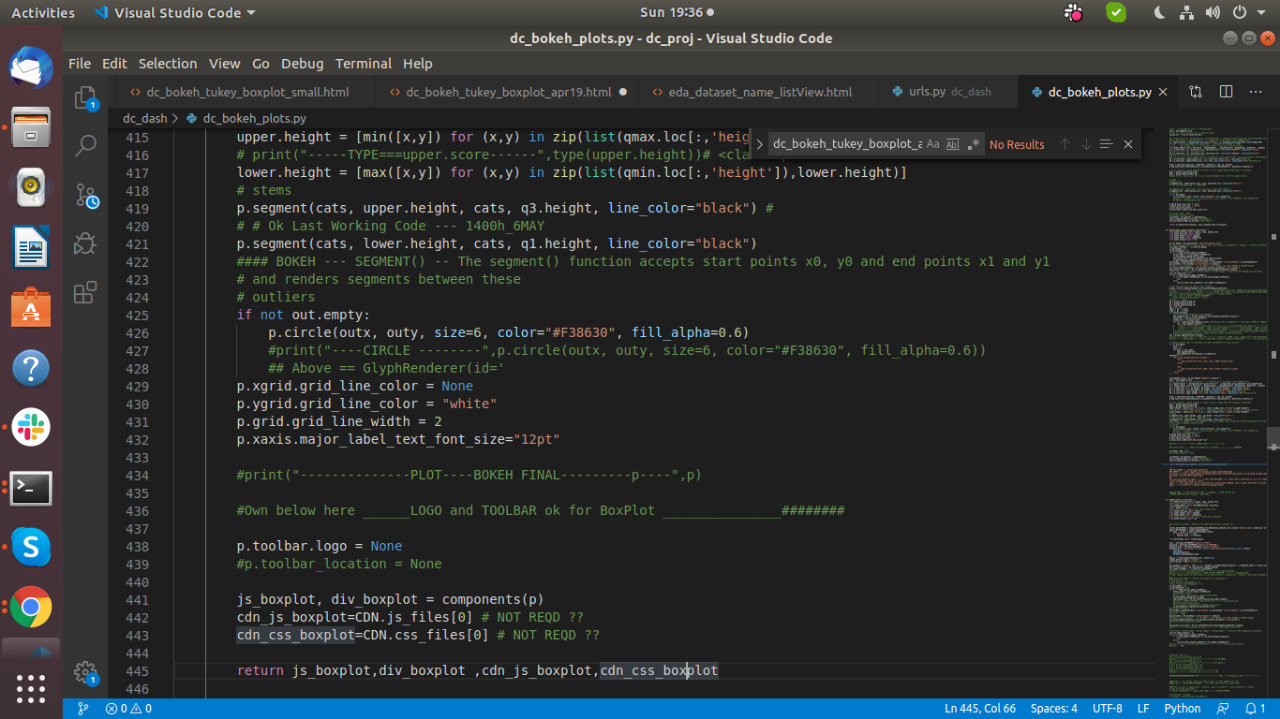 Activities Visual Studio Code Sun 19:36
dc_bokeh_plots.py - dc_proj - Visual Studio Code
File Edit Selection View Go Debug Terminal Help
dc_bokeh_tukey_boxplot_small.html dc_bokeh_tukey_boxplot_apr19.html eda_dataset_name_listView.html urls.py dc_dash dc_bokeh_plots.py
dc_dash > dc_bokeh_plots.py
dc_bokeh_tukey_boxplot_a Aa Abl .* No Results
415 upper.height = [min([x,y]) for (x,y) in zip(list(qmax.loc[:,'heig
416 # print("-----TYPE===upper.score------",type(upper.height))# <cla
417 lower.height = [max([x,y]) for (x,y) in zip(list(qmin.loc[:,'height']),lower.height)]
418 # stems
419 p.segment(cats, upper.height, cats, q3.height, line_color="black") #
420 # # Ok Last Working Code --- 1400h_6MAY
421 p.segment(cats, lower.height, cats, q1.height, line_color="black")
422 #### BOKEH --- SEGMENT() -- The segment() function accepts start points x0, y0 and end points x1 and y1
423 # and renders segments between these
424 # outliers
425 if not out.empty:
426 p.circle(outx, outy, size=6, color="#F38630", fill_alpha=0.6)
427 #print("----CIRCLE --------",p.circle(outx, outy, size=6, color="#F38630", fill_alpha=0.6))
428 ## Above == GlyphRenderer(id='
429 p.xgrid.grid_line_color = None
430 p.ygrid.grid_line_color = "white"
431 p.grid.grid_line_width = 2
432 p.xaxis.major_label_text_font_size="12pt"
433
434 #print("--------------PLOT----BOKEH FINAL---------p----",p)
435
436 #Own below here ______LOGO and TOOLBAR ok for BoxPlot _______________########
437
438 p.toolbar.logo = None
439 #p.toolbar_location = None
440
441 js_boxplot, div_boxplot = components(p)
442 cdn_js_boxplot=CDN.js_files[0] # NOT REQD ??
443 cdn_css_boxplot=CDN.css_files[0] # NOT REQD ??
444
445 return js_boxplot,div_boxplot ,cdn_js_boxplot,cdn_css_boxplot
446
0 0 Ln 445, Col 66 Spaces: 4 UTF-8 LF Python 1